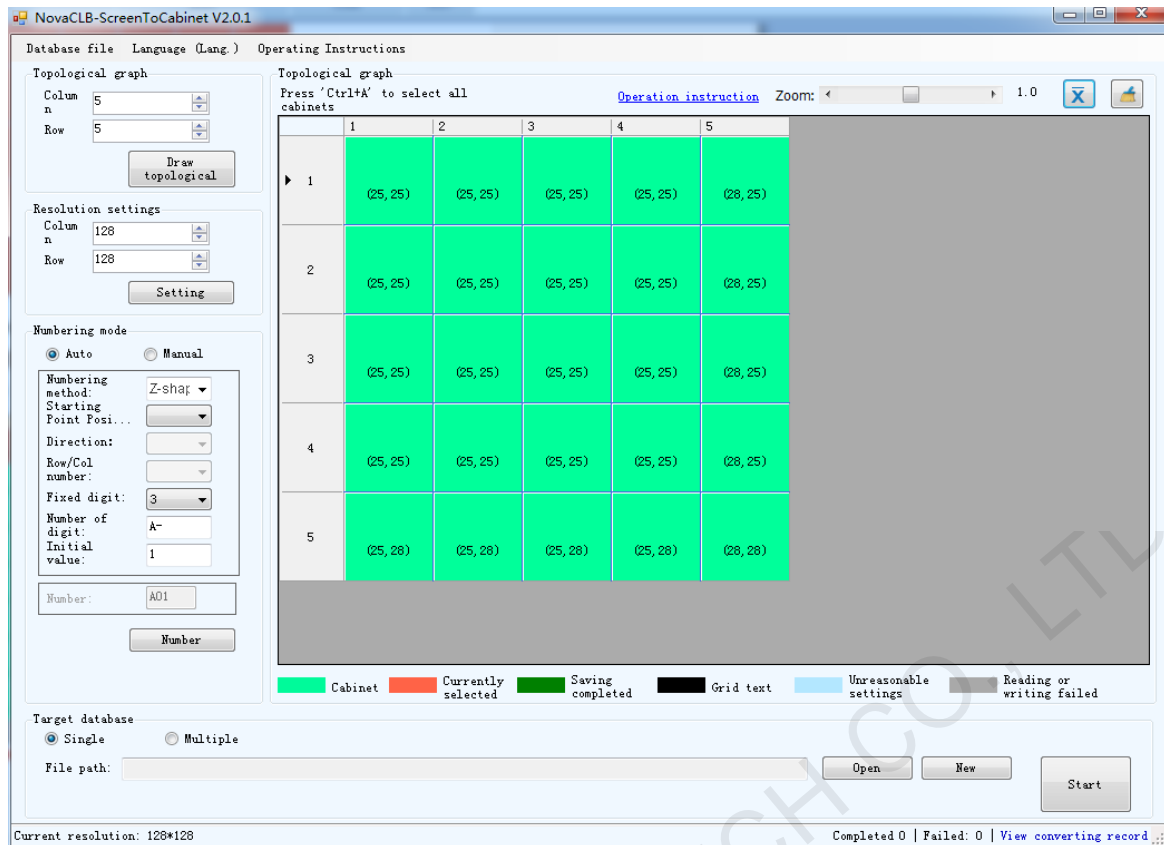 NovaCLB-ScreenToCabinet V2.0.1
Database file Language (Lang.) Operating Instructions
Topological graph
Colum
n
5
Row 5
Draw
topological
Resolution settings
Colum
n
128
Row 128
Setting
Numbering mode
Auto Manual
Numbering
method:
Z-shap
Starting
Point Posi...
Direction:
Row/Col
number:
Fixed digit: 3
Number of
digit:
A-
Initial
value:
1
Number: A01
Number
Topological graph
Press 'Ctrl+A' to select all
cabinets
Operation instruction Zoom: 1.0
1 2 3 4 5
1 (25, 25) (25, 25) (25, 25) (25, 25) (28, 25)
2 (25, 25) (25, 25) (25, 25) (25, 25) (28, 25)
3 (25, 25) (25, 25) (25, 25) (25, 25) (28, 25)
4 (25, 25) (25, 25) (25, 25) (25, 25) (28, 25)
5 (25, 28) (25, 28) (25, 28) (25, 28) (28, 28)
Cabinet
Currently
selected
Saving
completed
Grid text
Unreasonable
settings
Reading or
writing failed
Target database
Single Multiple
File path: Open New
Start
Current resolution: 128*128 Completed 0 | Failed: 0 | View converting record
CH CO., LTD